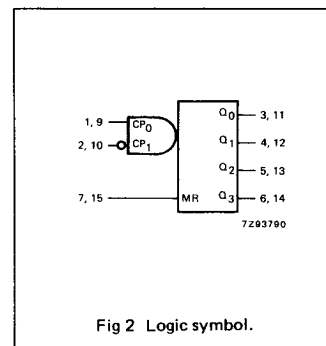 1, 9 CP0 Q0 3, 11
2, 10 CP1 Q1 4, 12
Q2 5, 13
7, 15 MR Q3 6, 14
7Z93790
Fig 2 Logic symbol.